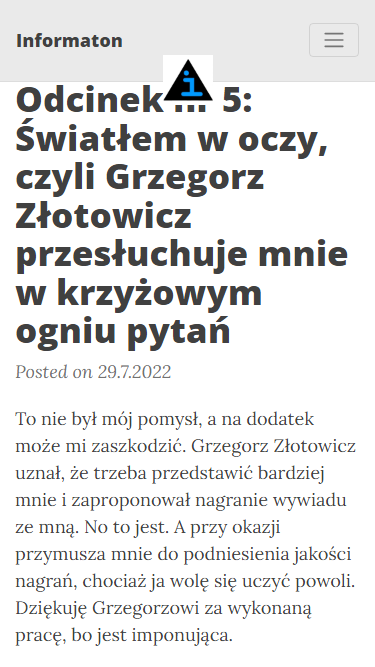 Informaton
Odcinek nr 5:
Światłem w oczy,
czyli Grzegorz
Złotowicz
przesłuchuje mnie
w krzyżowym
ogniu pytań
Posted on 29.7.2022
To nie był mój pomysł, a na dodatek
może mi zaszkodzić. Grzegorz Złotowicz
uznał, że trzeba przedstawić bardziej
mnie i zaproponował nagranie wywiadu
ze mną. No to jest. A przy okazji
przymusza mnie do podniesienia jakości
nagrań, chociaż ja wolę się uczyć powoli.
Dziękuję Grzegorzowi za wykonaną
pracę, bo jest imponująca.